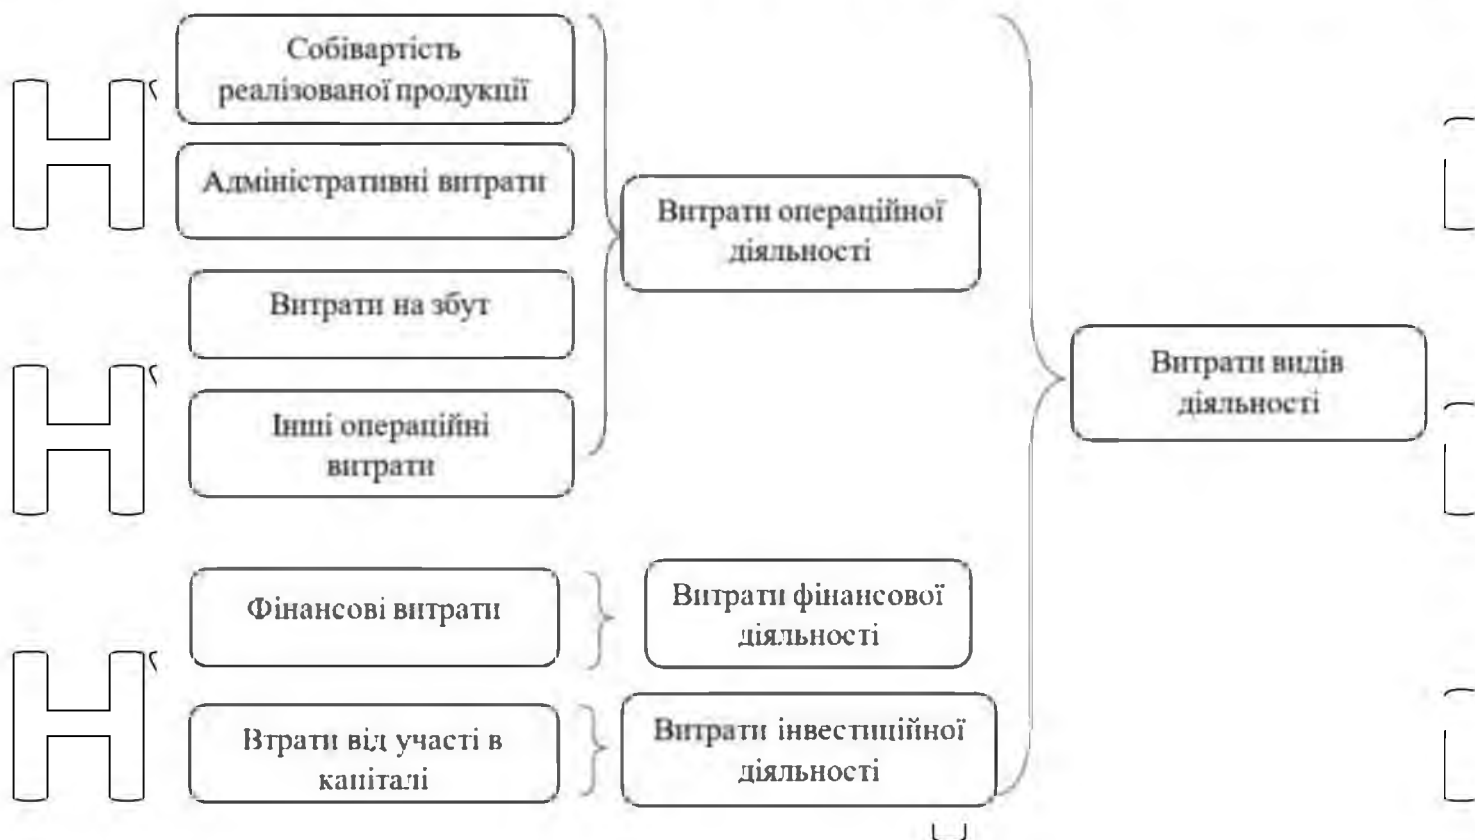 Собівартість
реалізованої продукції
Адміністративні витрати
Витрати на збут
Інші операційні
витрати
Витрати операційної
діяльності
Фінансові витрати
Витрати фінансової
діяльності
Втрати від участі в
капіталі
Витрати інвестиційної
діяльності
Витрати видів
діяльності